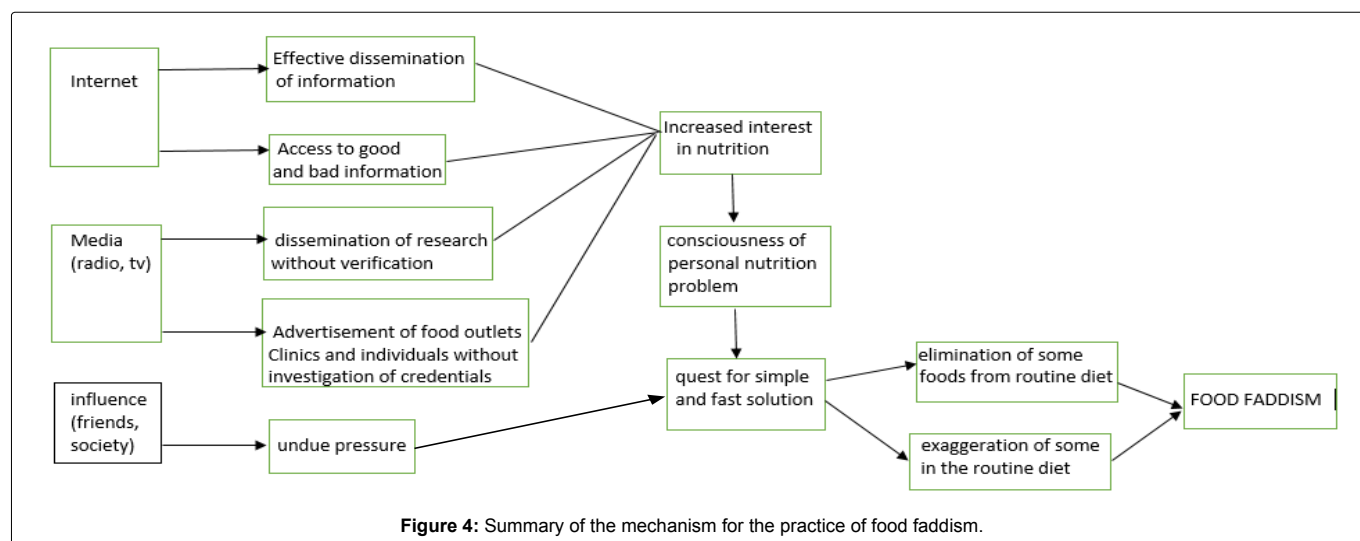 Internet
Effective dissemination
of information
Access to good
and bad information
Media
(radio, tv)
dissemination of research
without verification
Advertisement of food outlets
Clinics and individuals without
investigation of credentials
influence
(friends,
society)
undue pressure
Increased interest
in nutrition
consciousness of
personal nutrition
problem
quest for simple
and fast solution
elimination of some
foods from routine diet
exaggeration of some
in the routine diet
FOOD FADDISM
Figure 4: Summary of the mechanism for the practice of food faddism.